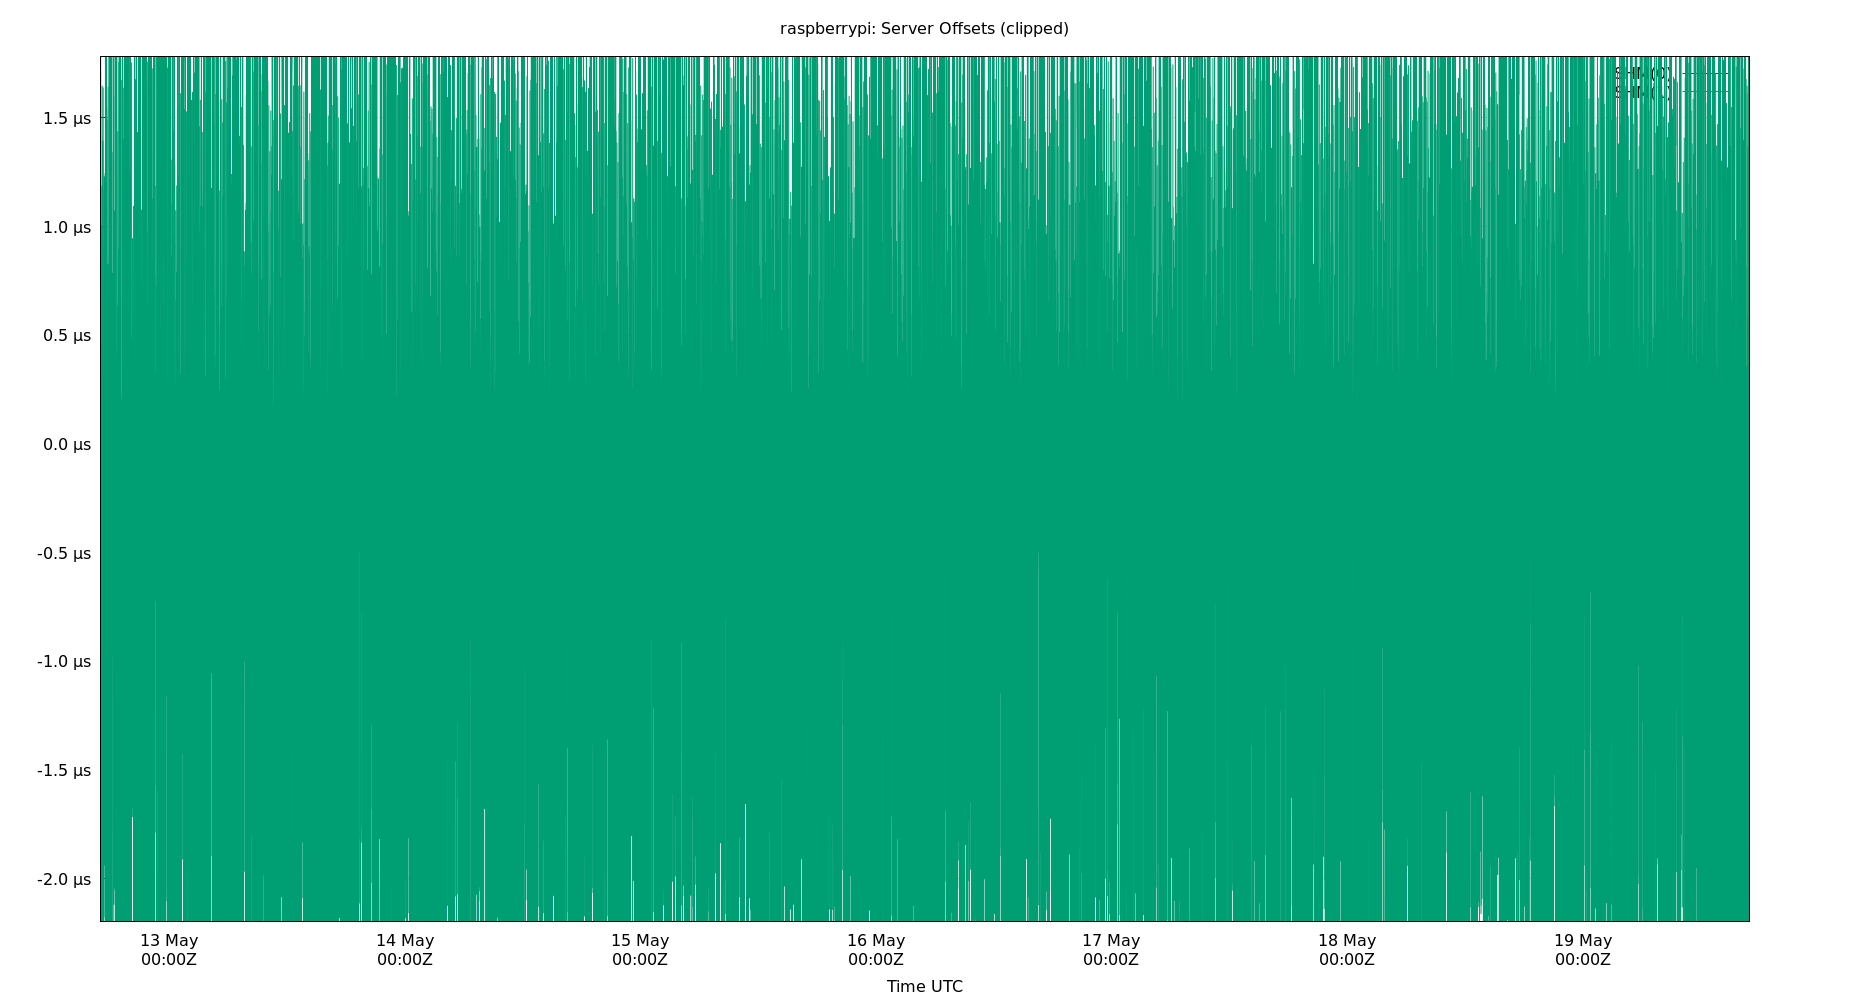 raspberrypi: Server Offsets (clipped)
SHM(0)
1.5 µs
1.0 µs
0.5 µs
0.0 µs
-0.5 µs
-1.0 µs
-1.5 µs
-2.0 µs
13 May 14 May 15 May 16 May 17 May 18 May 19 May
00:00Z 00:00Z 00:00Z 00:00Z 00:00Z 00:00Z 00:00Z
Time UTC